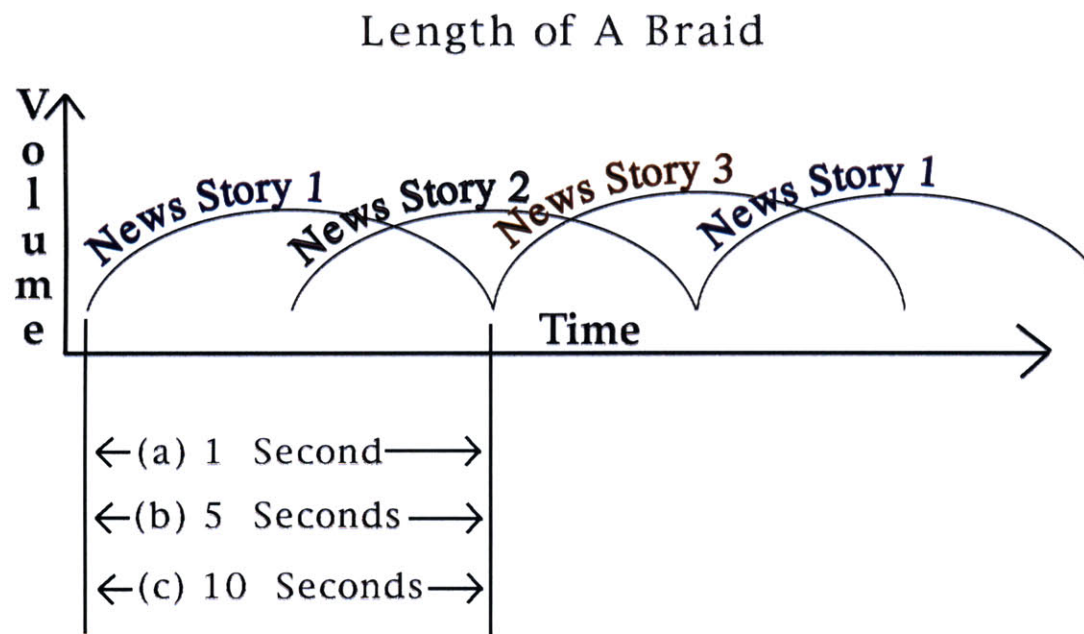 Length of A Braid
Volume
News Story 1
News Story 2
News Story 3
News Story 1
Time
(a) 1 Second
(b) 5 Seconds
(c) 10 Seconds